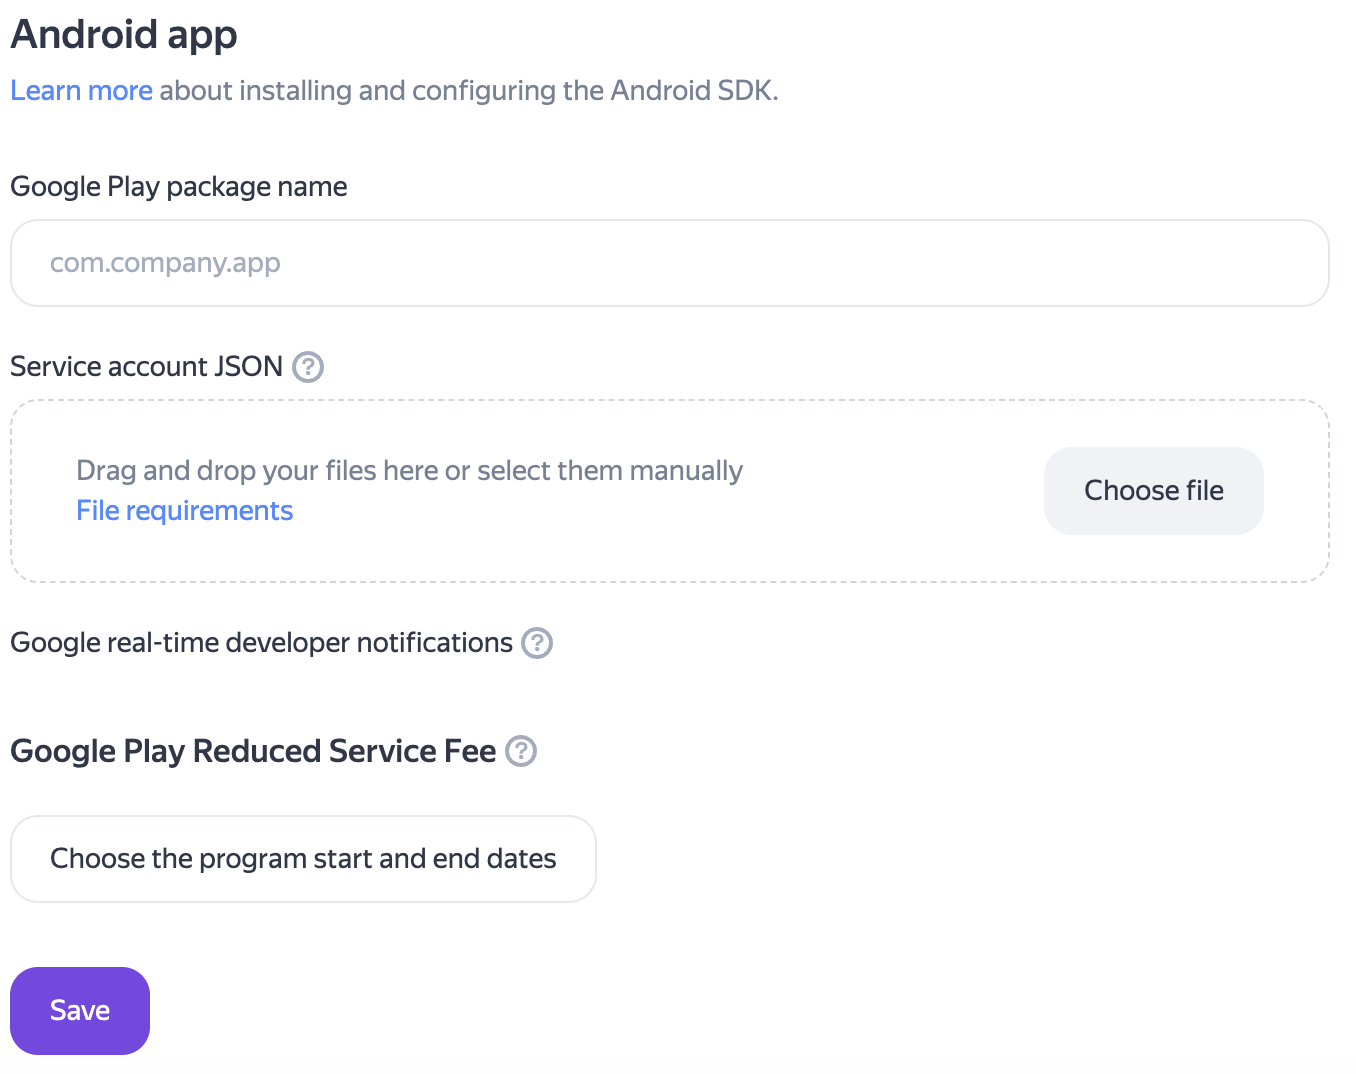 Android app
Learn more about installing and configuring the Android SDK.
Google Play package name
com.company.app
Service account JSON ?
Drag and drop your files here or select them manually
File requirements
Choose file
Google real-time developer notifications ?
Google Play Reduced Service Fee ?
Choose the program start and end dates
Save